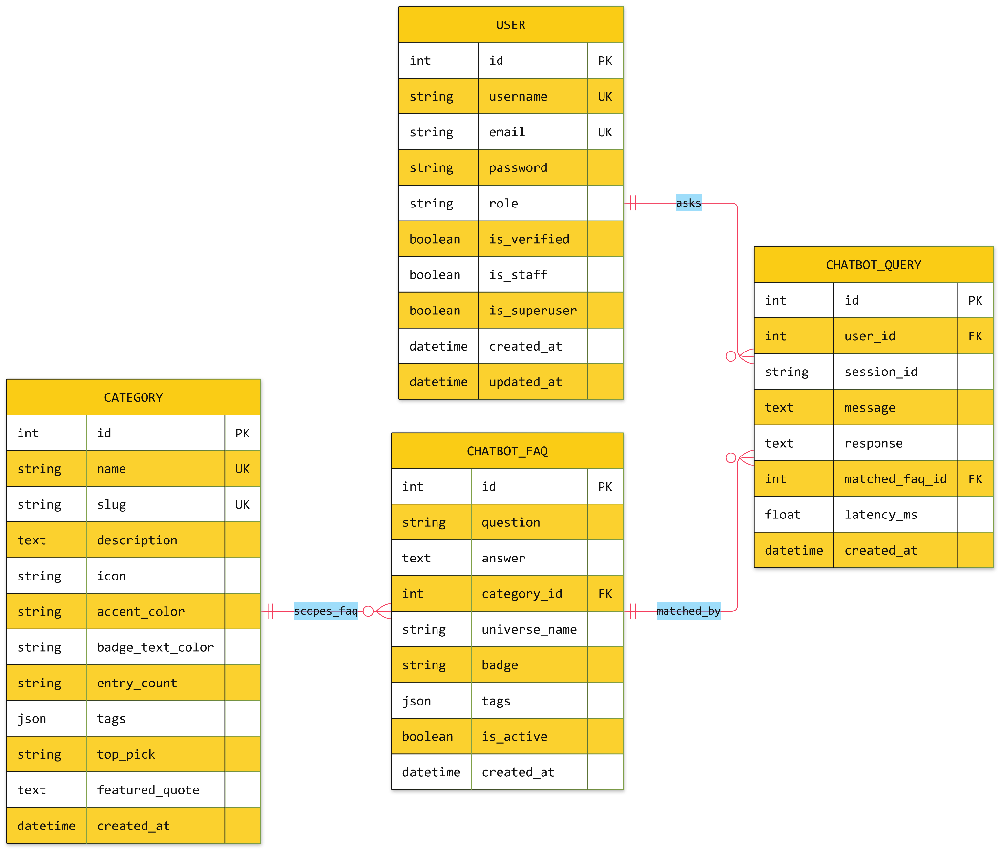 USER
int id PK
string username UK
string email UK
string password
string role
boolean is_verified
boolean is_staff
boolean is_superuser
datetime created_at
datetime updated_at
asks
CHATBOT_QUERY
int id PK
int user_id FK
string session_id
text message
text response
int matched_faq_id FK
float latency_ms
datetime created_at
CATEGORY
int id PK
string name UK
string slug UK
text description
string icon
string accent_color
string badge_text_color
string entry_count
json tags
string top_pick
text featured_quote
datetime created_at
scopes_faq
CHATBOT_FAQ
int id PK
string question
text answer
int category_id FK
string universe_name
string badge
json tags
boolean is_active
datetime created_at
matched_by